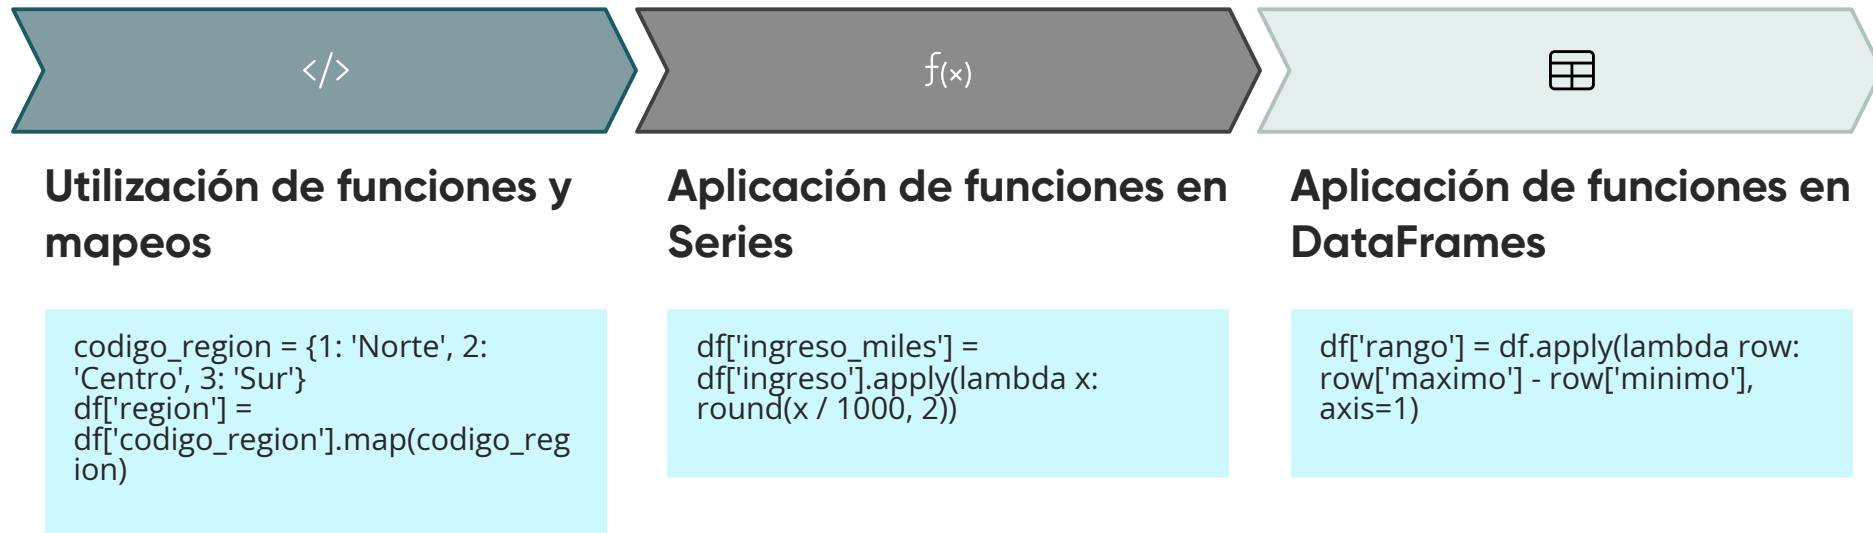 </>
f(x)
Utilización de funciones y
mapeos
codigo_region = {1: 'Norte', 2:
'Centro', 3: 'Sur'}
df['region'] =
df['codigo_region'].map(codigo_reg
ion)
Aplicación de funciones en
Series
df['ingreso_miles'] =
df['ingreso'].apply(lambda x:
round(x / 1000, 2))
Aplicación de funciones en
DataFrames
df['rango'] = df.apply(lambda row:
row['maximo'] - row['minimo'],
axis=1)